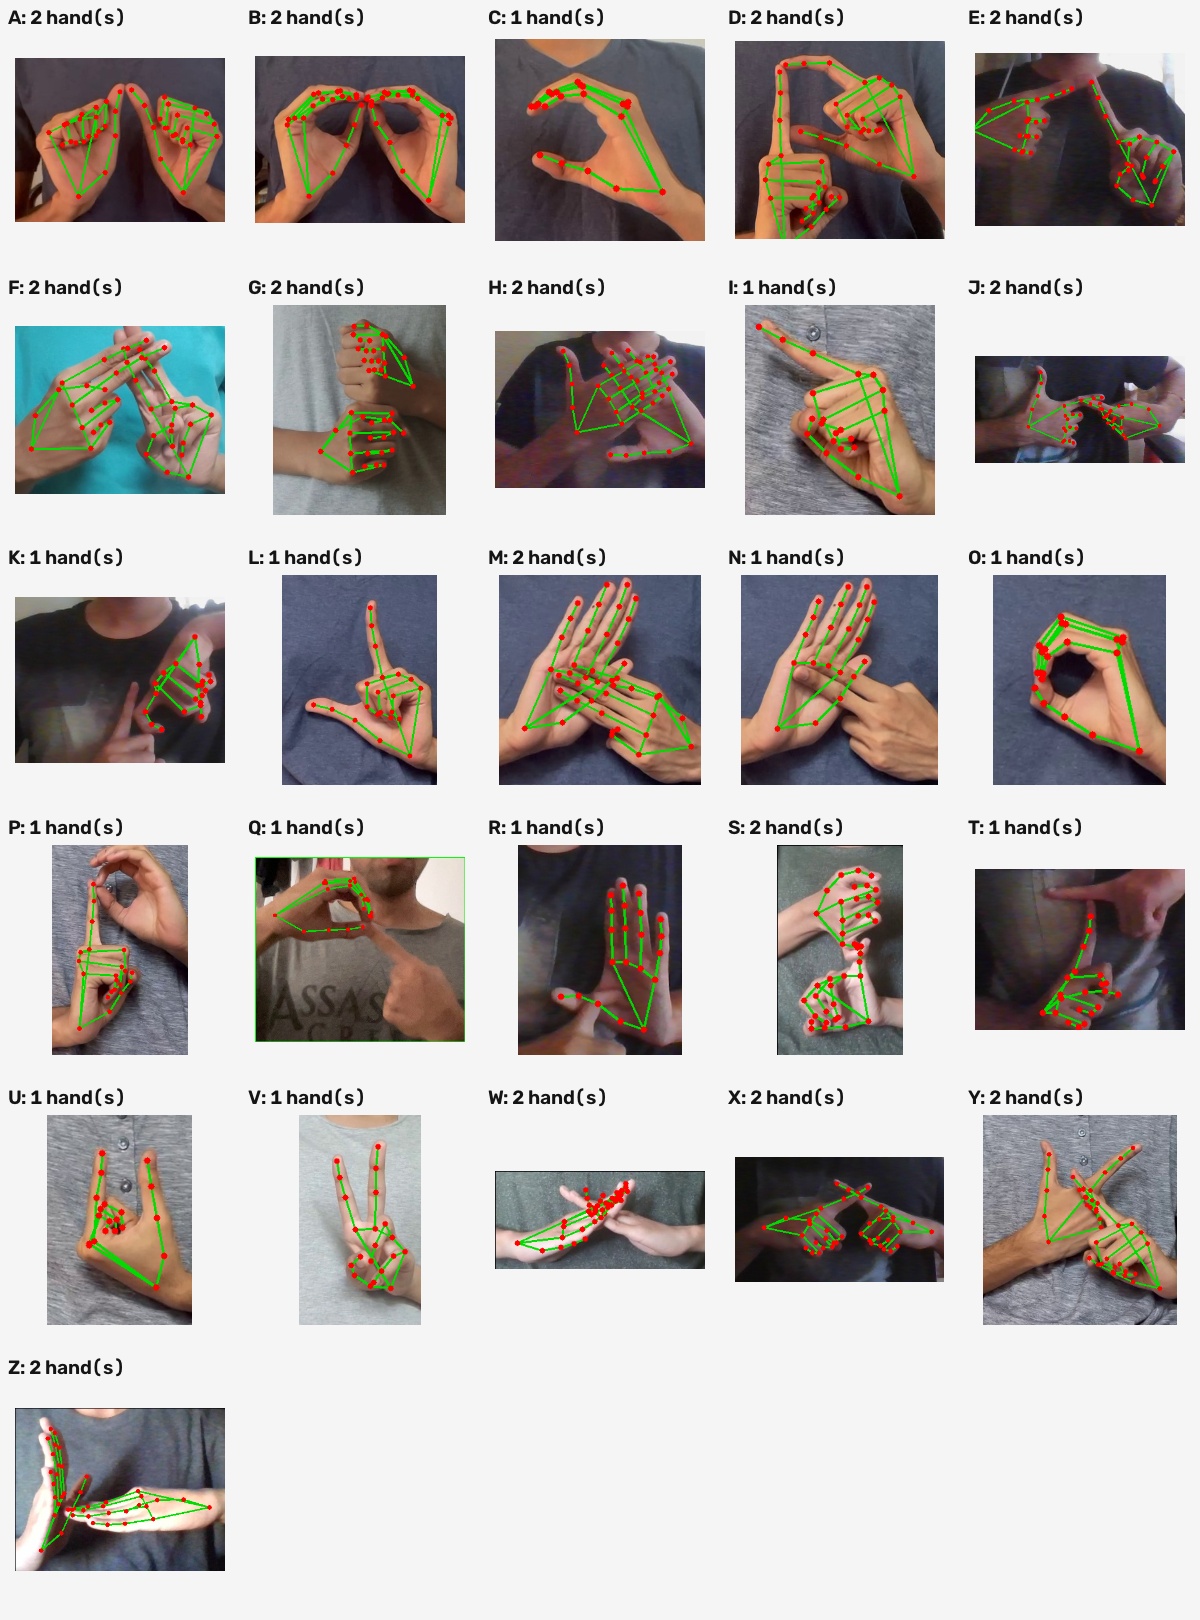 A: 2 hand(s)
B: 2 hand(s)
C: 1 hand(s)
D: 2 hand(s)
E: 2 hand(s)
F: 2 hand(s)
G: 2 hand(s)
H: 2 hand(s)
I: 1 hand(s)
J: 2 hand(s)
K: 1 hand(s)
L: 1 hand(s)
M: 2 hand(s)
N: 1 hand(s)
O: 1 hand(s)
P: 1 hand(s)
Q: 1 hand(s)
R: 1 hand(s)
S: 2 hand(s)
T: 1 hand(s)
ASSAS
CRE
U: 1 hand(s)
V: 1 hand(s)
W: 2 hand(s)
X: 2 hand(s)
Y: 2 hand(s)
Z: 2 hand(s)